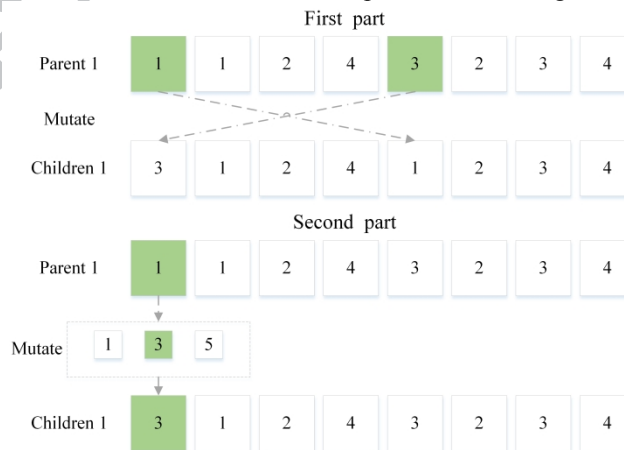 First part
Parent 1 1 1 2 4 3 2 3 4
Mutate
Children 1 3 1 2 4 1 2 3 4
Second part
Parent 1 1 1 2 4 3 2 3 4
Mutate 1 3 5
Children 1 3 1 2 4 3 2 3 4